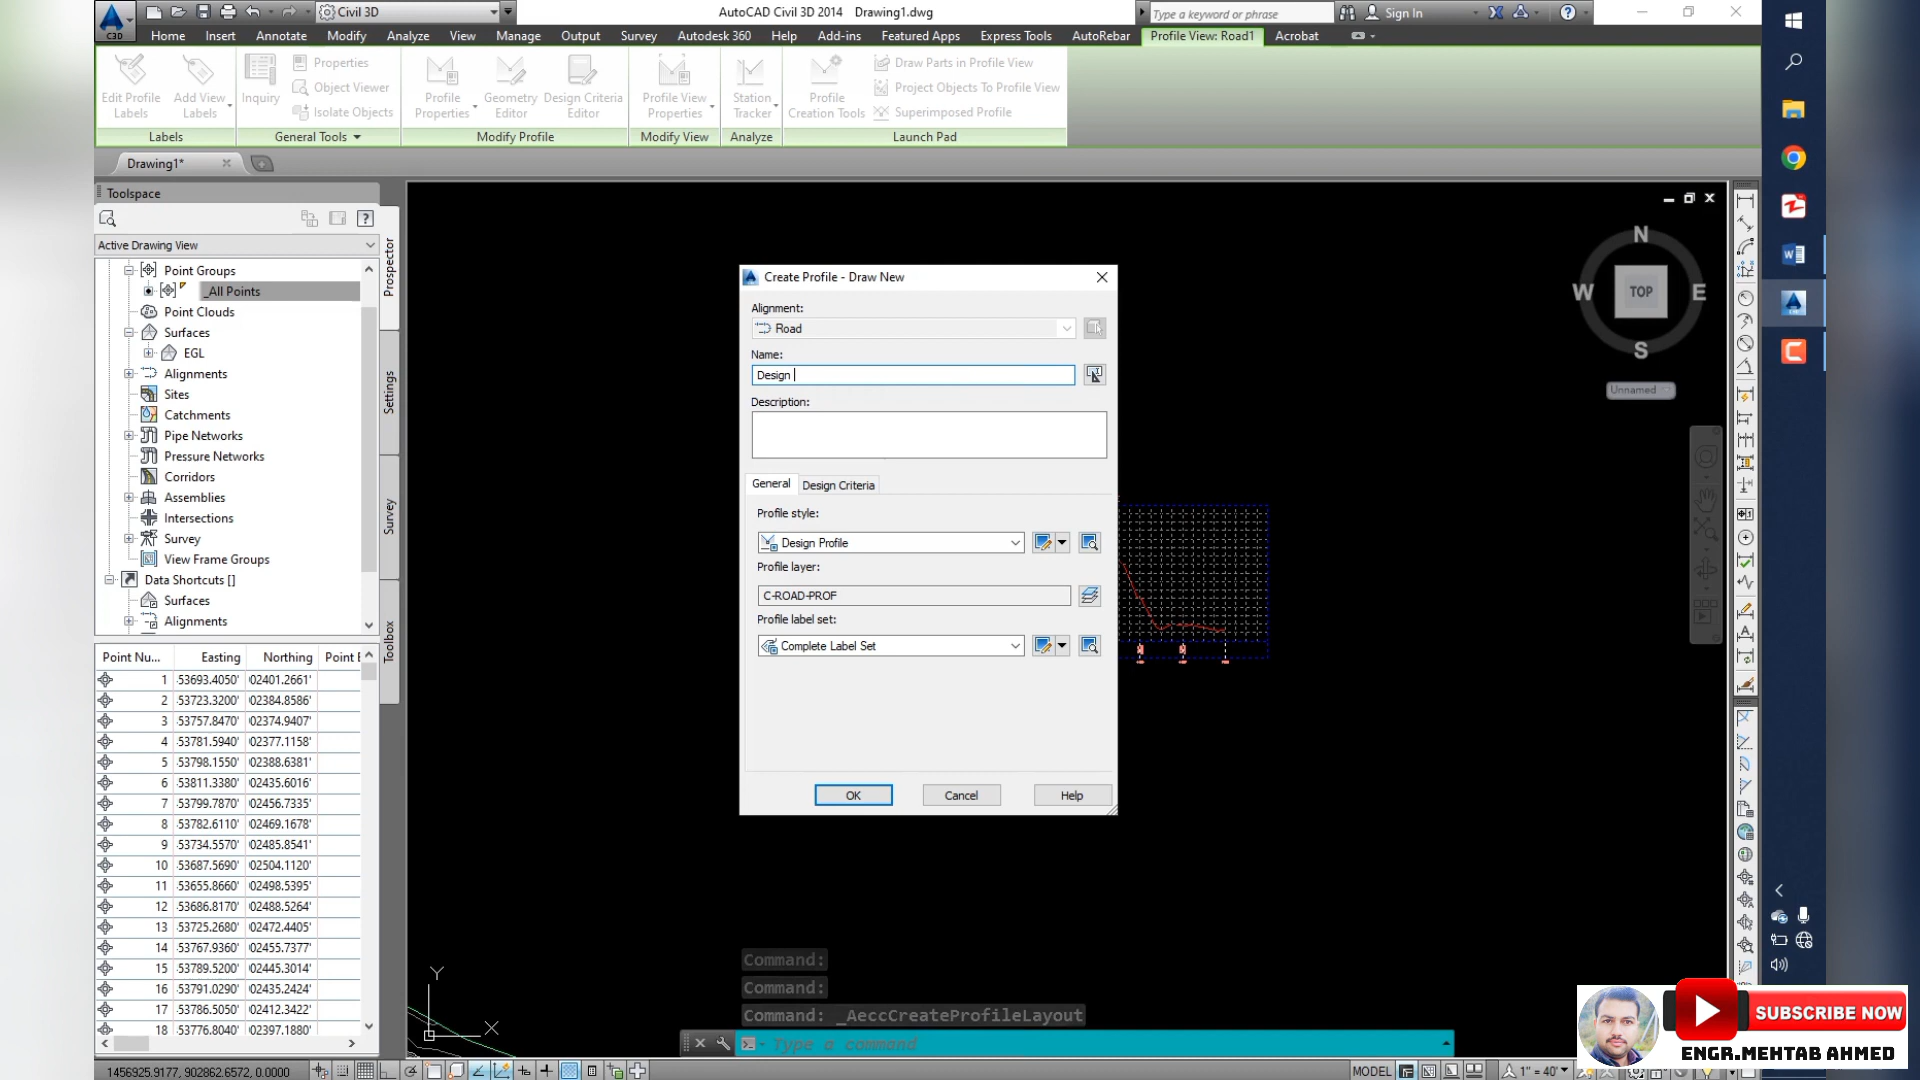 Civil 3D
AutoCAD Civil 3D 2014 Drawing1.dwg
Type a keyword or phrase
Sign In
C3D
Home Insert Annotate Modify Analyze View Manage Output Survey Autodesk 360 Help Add-ins Featured Apps Express Tools AutoRebar Profile View: Road1 Acrobat
Edit Profile Labels
Add View Labels
Inquiry
Properties
Object Viewer
Isolate Objects
Profile Properties
Geometry Editor
Design Criteria Editor
Profile View Properties
Station Tracker
Profile Creation Tools
Draw Parts in Profile View
Project Objects To Profile View
Superimposed Profile
Labels General Tools Modify Profile Modify View Analyze Launch Pad
Drawing1*
Toolspace
Active Drawing View
Point Groups
_All Points
Point Clouds
Surfaces
EGL
Alignments
Sites
Catchments
Pipe Networks
Pressure Networks
Corridors
Assemblies
Intersections
Survey
View Frame Groups
Data Shortcuts []
Surfaces
Alignments
Prospector
Settings
Survey
Toolbox
Point Nu... Easting Northing Point E
1 53693.4050' 02401.2661'
2 53723.3200' 02384.8586'
3 53757.8470' 02374.9407'
4 53781.5940' 02377.1158'
5 53798.1550' 02388.6381'
6 53811.3380' 02435.6016'
7 53799.7870' 02456.7335'
8 53782.6110' 02469.1678'
9 53734.5570' 02485.8541'
10 53687.5690' 02504.1120'
11 53655.8660' 02498.5395'
12 53686.8170' 02488.5264'
13 53725.2680' 02472.4405'
14 53767.9360' 02455.7377'
15 53789.5200' 02445.3014'
16 53791.0290' 02435.2424'
17 53786.5050' 02412.3422'
18 53776.8040' 02397.1880'
Create Profile - Draw New
Alignment:
Road
Name:
Design
Description:
General Design Criteria
Profile style:
Design Profile
Profile layer:
C-ROAD-PROF
Profile label set:
Complete Label Set
OK Cancel Help
N
W TOP E
S
Unnamed
Y
X
Command:
Command:
Command: _AeccCreateProfileLayout
Type a command
1456925.9177, 902862.6572, 0.0000
MODEL
1" = 40'
SUBSCRIBE NOW
ENGR.MEHTAB AHMED